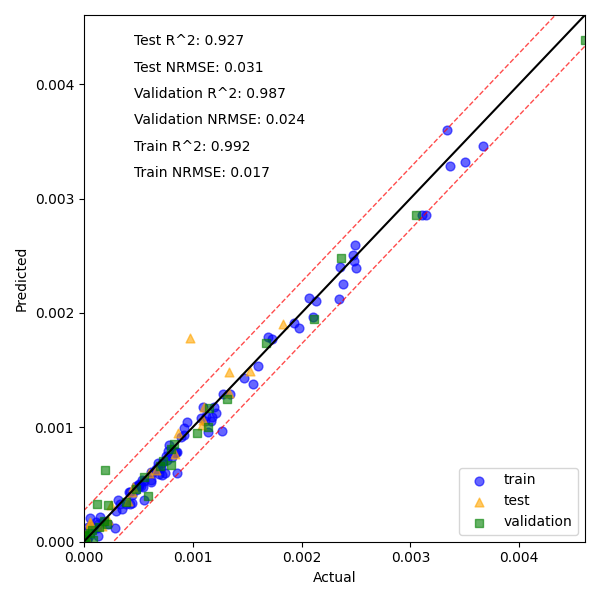 Test R^2: 0.927
Test NRMSE: 0.031
Validation R^2: 0.987
Validation NRMSE: 0.024
Train R^2: 0.992
Train NRMSE: 0.017
0.004
0.003
0.002
0.001
0.000
Predicted
train
test
validation
0.000 0.001 0.002 0.003 0.004
Actual